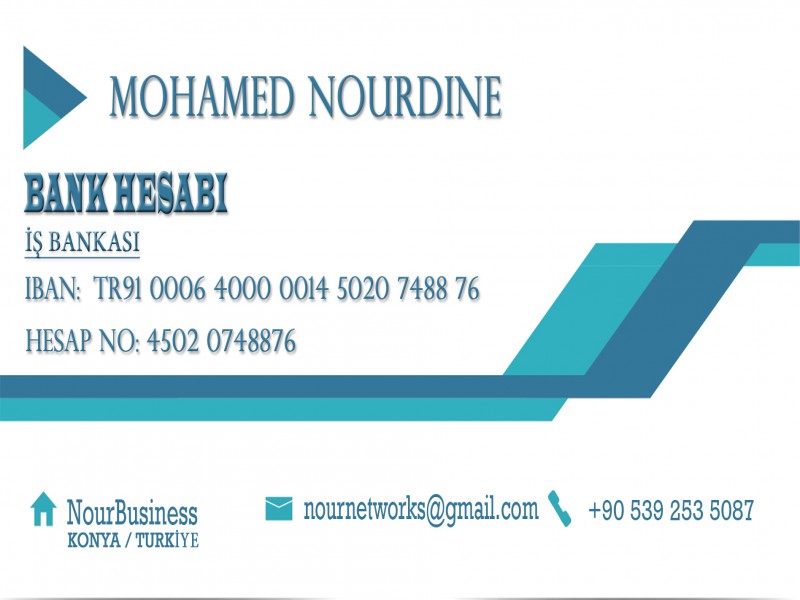 MOHAMED NOURDINE
BANK HESABI
İŞ BANKASI
IBAN: TR91 0006 4000 0014 5020 7488 76
HESAP NO: 4502 0748876
NourBusiness
KONYA / TURKİYE
nournetworks@gmail.com
+90 539 253 5087